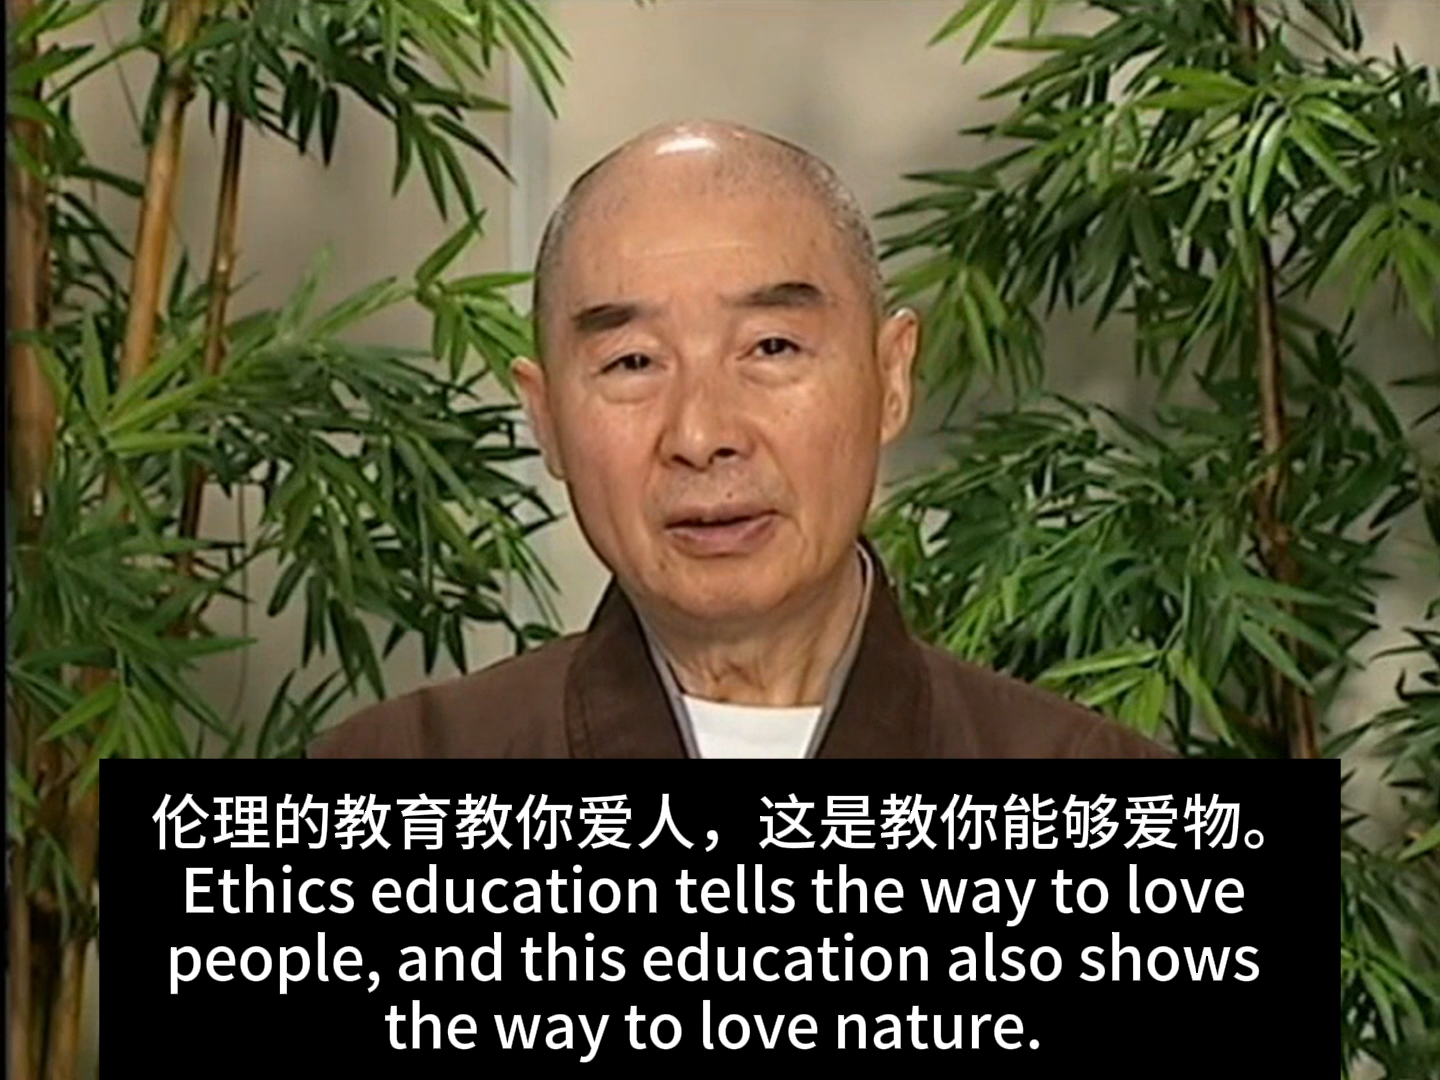 伦理的教育教你爱人，这是教你能够爱物。
Ethics education tells the way to love
people, and this education also shows
the way to love nature.